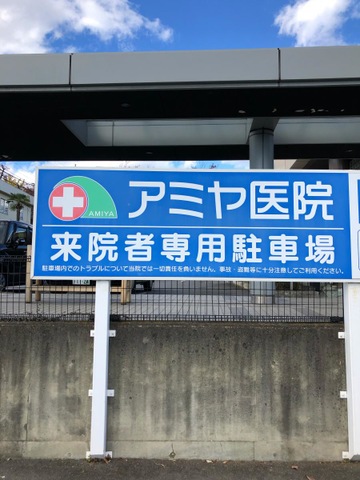 AMIYA
アミヤ医院
来院者専用駐車場
駐車場内でのトラブルについて当院では一切責任を負いません。事故・盗難等に十分注意してご利用ください。